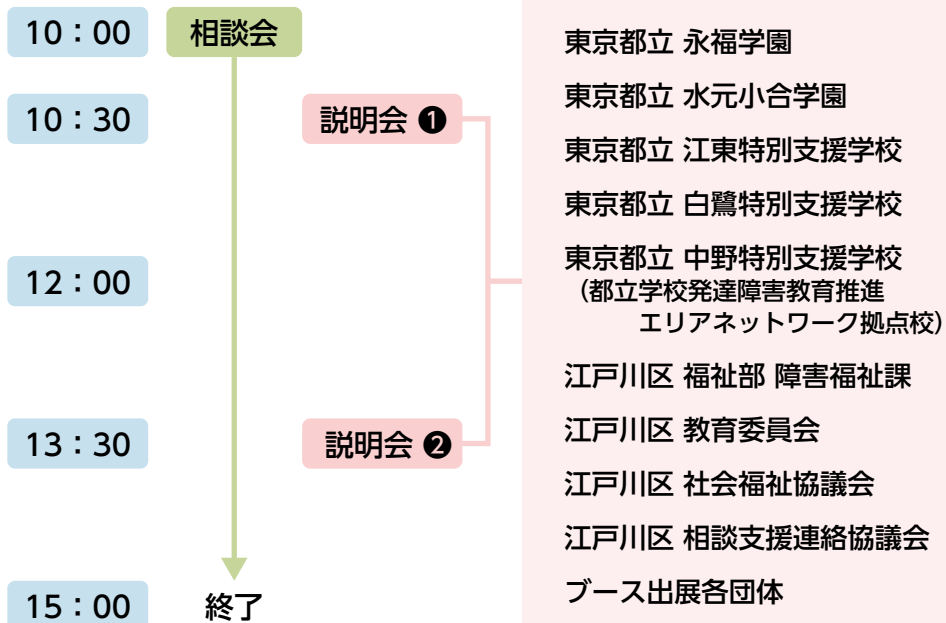 10：00 相談会
10：30 説明会 ❶
12：00
13：30 説明会 ❷
15：00 終了
東京都立 永福学園
東京都立 水元小合学園
東京都立 江東特別支援学校
東京都立 白鷺特別支援学校
東京都立 中野特別支援学校
（都立学校発達障害教育推進
エリアネットワーク拠点校）
江戸川区 福祉部 障害福祉課
江戸川区 教育委員会
江戸川区 社会福祉協議会
江戸川区 相談支援連絡協議会
ブース出展各団体